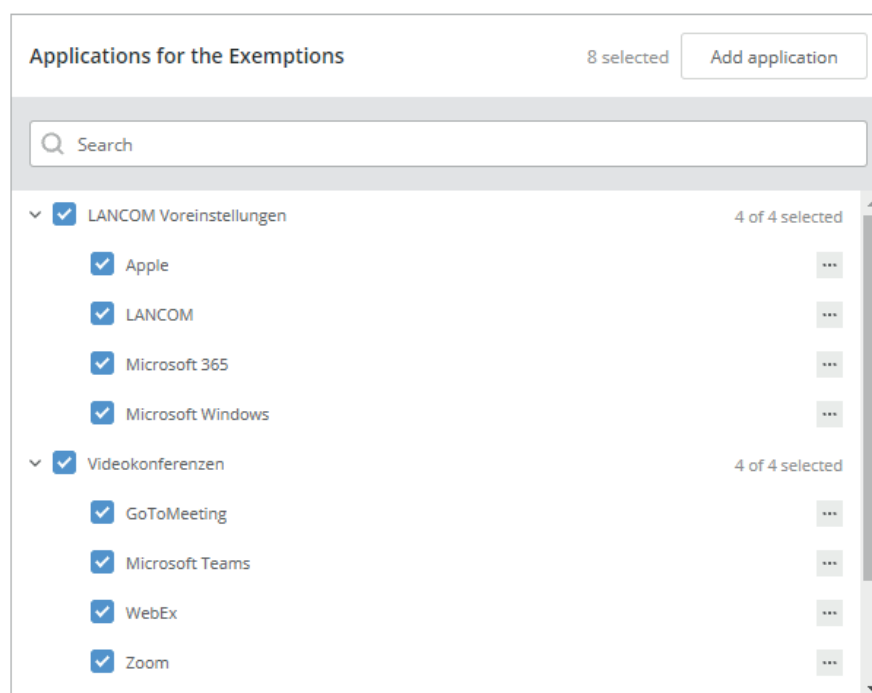 Applications for the Exemptions 8 selected Add application
Search
LANCOM Voreinstellungen 4 of 4 selected
Apple
LANCOM
Microsoft 365
Microsoft Windows
Videokonferenzen 4 of 4 selected
GoToMeeting
Microsoft Teams
WebEx
Zoom